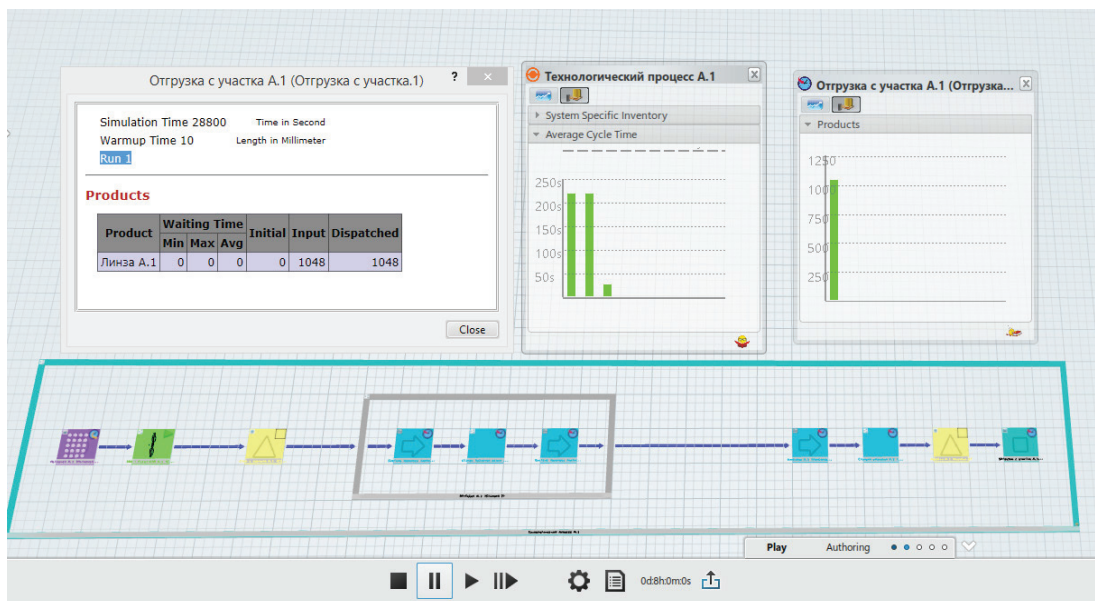 Отгрузка с участка А.1 (Отгрузка с участка.1)
?
x
Simulation Time 28800 Time in Second
Warmup Time 10 Length in Millimeter
Run 1
Products
Product Waiting Time Initial Input Dispatched
Min Max Avg
Линза А.1 0 0 0 0 1048 1048
Close
Технологический процесс А.1
x
System Specific Inventory
Average Cycle Time
250s
200s
150s
100s
50s
Отгрузка с участка А.1 (Отгрузка...
x
Products
1250
1000
750
500
250
Play Authoring
0d:8h:0m:0s